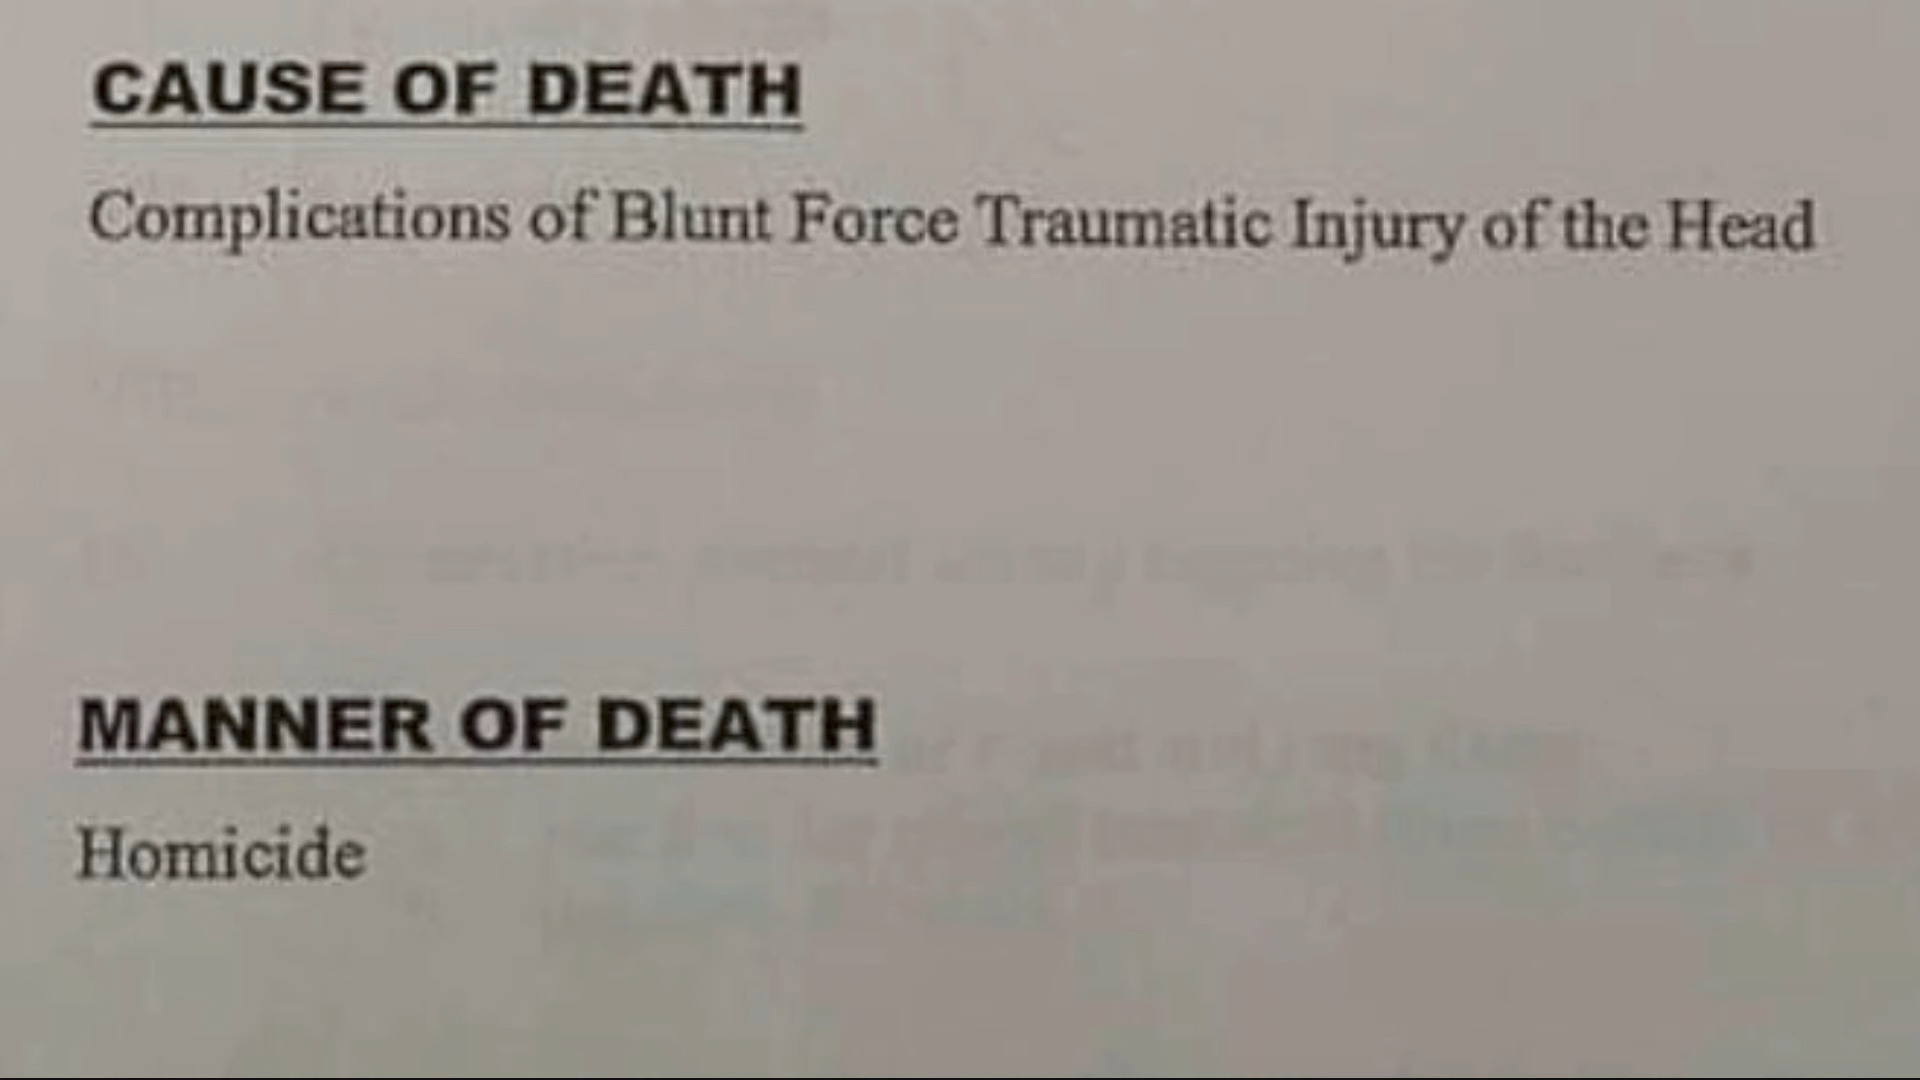 CAUSE OF DEATH
Complications of Blunt Force Traumatic Injury of the Head
MANNER OF DEATH
Homicide